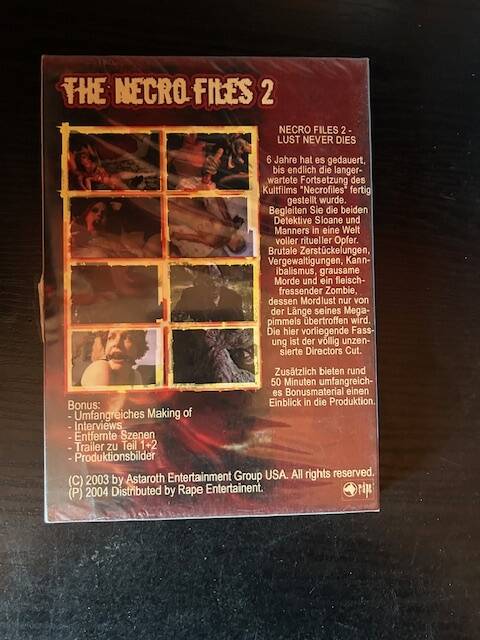 THE NECRO FILES 2
NECRO FILES 2 -
LUST NEVER DIES
6 Jahre hat es gedauert,
bis endlich die langer-
wartete Fortsetzung des
Kultfilms "Necrofiles" fertig
gestellt wurde.
Begleiten Sie die beiden
Detektive Sloane und
Manners in eine Welt
voller ritueller Opfer.
Brutale Zerstückelungen,
Vergewaltigungen, Kann-
ibalismus, grausame
Morde und ein fleisch-
fressender Zombie,
dessen Mordlust nur von
der Länge seines Mega-
pimmels übertroffen wird.
Die hier vorliegende Fass-
ung ist der völlig unzen-
sierte Directors Cut.
Zusätzlich bieten rund
50 Minuten umfangreich-
es Bonusmaterial einen
Einblick in die Produktion.
Bonus:
- Umfangreiches Making of
- Interviews
- Entfernte Szenen
- Trailer zu Teil 1+2
- Produktionsbilder
(C) 2003 by Astaroth Entertainment Group USA. All rights reserved.
(P) 2004 Distributed by Rape Entertainent.